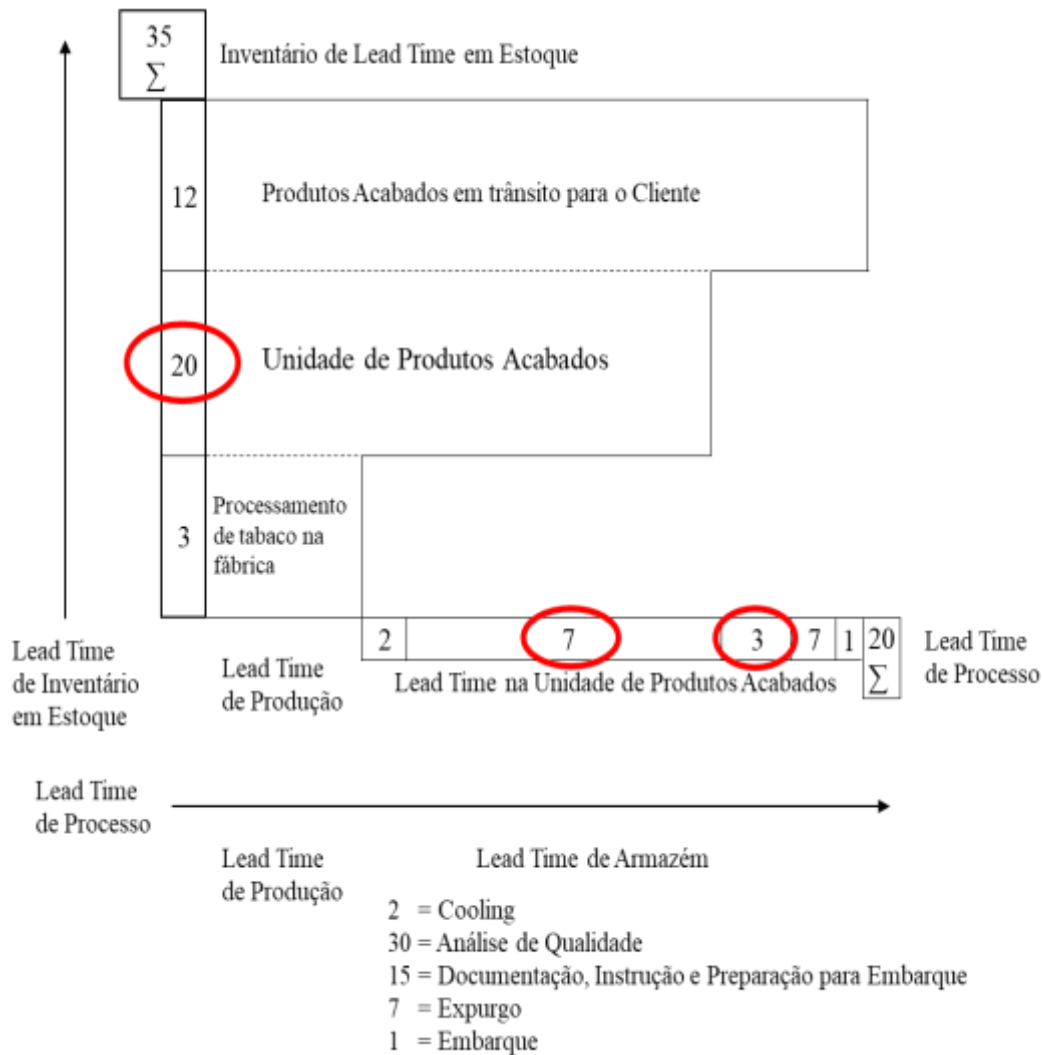 35
∑
Inventário de Lead Time em Estoque
12
Produtos Acabados em trânsito para o Cliente
20
Unidade de Produtos Acabados
3
Processamento
de tabaco na
fábrica
2 7 3 7 1 20
∑
Lead Time
de Processo
Lead Time
de Inventário
em Estoque
Lead Time
de Produção
Lead Time na Unidade de Produtos Acabados
Lead Time
de Processo
Lead Time
de Produção
Lead Time de Armazém
2 = Cooling
30 = Análise de Qualidade
15 = Documentação, Instrução e Preparação para Embarque
7 = Expurgo
1 = Embarque